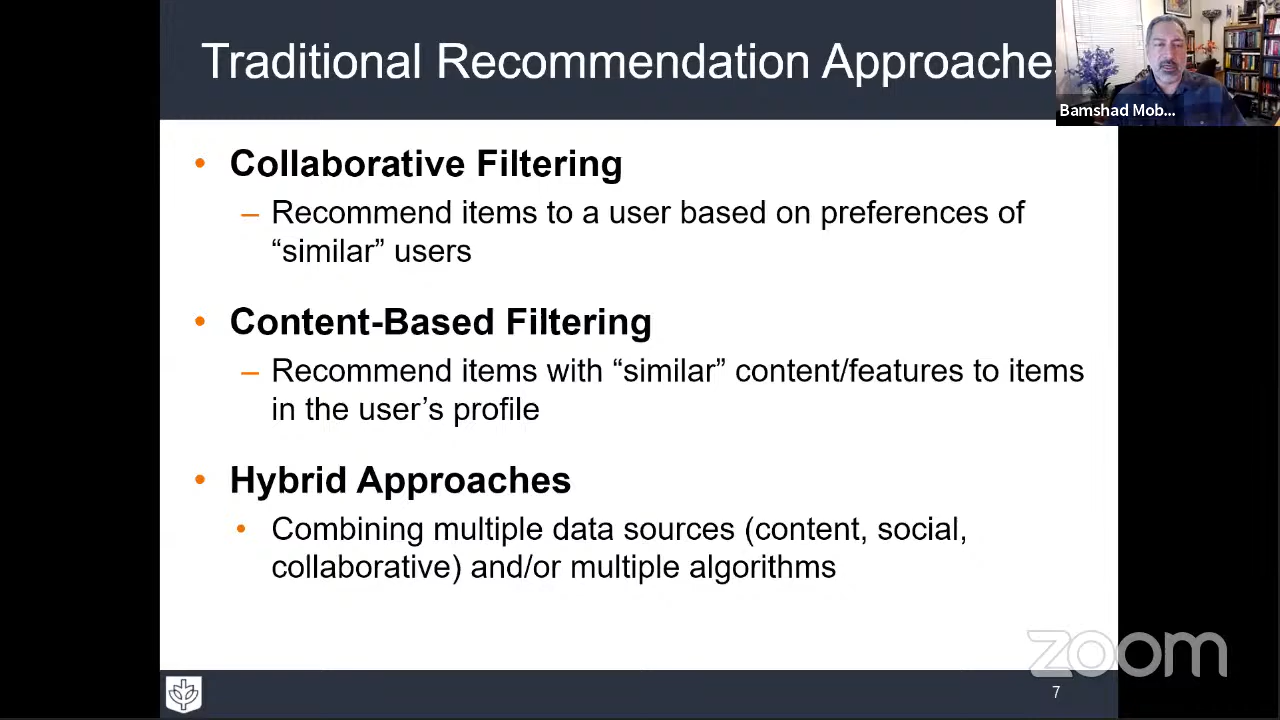 Traditional Recommendation Approaches
Bamshad Mob...
• Collaborative Filtering
– Recommend items to a user based on preferences of
“similar” users
• Content-Based Filtering
– Recommend items with “similar” content/features to items
in the user’s profile
• Hybrid Approaches
• Combining multiple data sources (content, social,
collaborative) and/or multiple algorithms
zoom
7